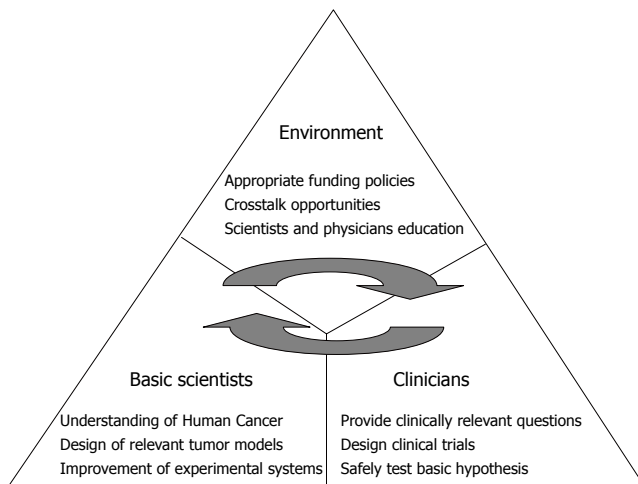 Environment
Appropriate funding policies
Crosstalk opportunities
Scientists and physicians education
Basic scientists
Understanding of Human Cancer
Design of relevant tumor models
Improvement of experimental systems
Clinicians
Provide clinically relevant questions
Design clinical trials
Safely test basic hypothesis